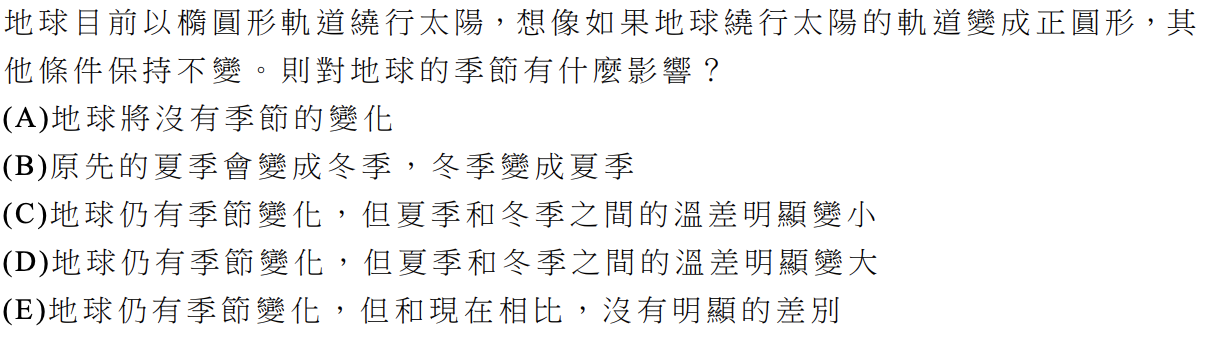 地球目前以橢圓形軌道繞行太陽，想像如果地球繞行太陽的軌道變成正圓形，其
他條件保持不變。則對地球的季節有什麼影響？
(A)地球將沒有季節的變化
(B)原先的夏季會變成冬季，冬季變成夏季
(C)地球仍有季節變化，但夏季和冬季之間的溫差明顯變小
(D)地球仍有季節變化，但夏季和冬季之間的溫差明顯變大
(E)地球仍有季節變化，但和現在相比，沒有明顯的差別